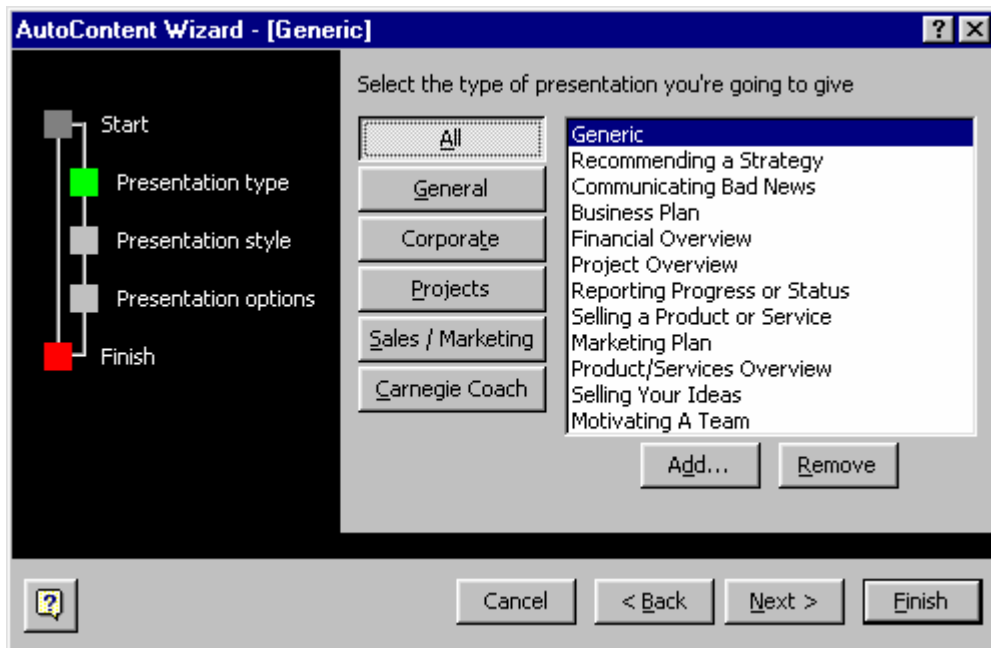 AutoContent Wizard - [Generic]
Select the type of presentation you're going to give
Start
Presentation type
Presentation style
Presentation options
Finish
All
General
Corporate
Projects
Sales / Marketing
Carnegie Coach
Generic
Recommending a Strategy
Communicating Bad News
Business Plan
Financial Overview
Project Overview
Reporting Progress or Status
Selling a Product or Service
Marketing Plan
Product/Services Overview
Selling Your Ideas
Motivating A Team
Add...
Remove
Cancel
< Back
Next >
Finish